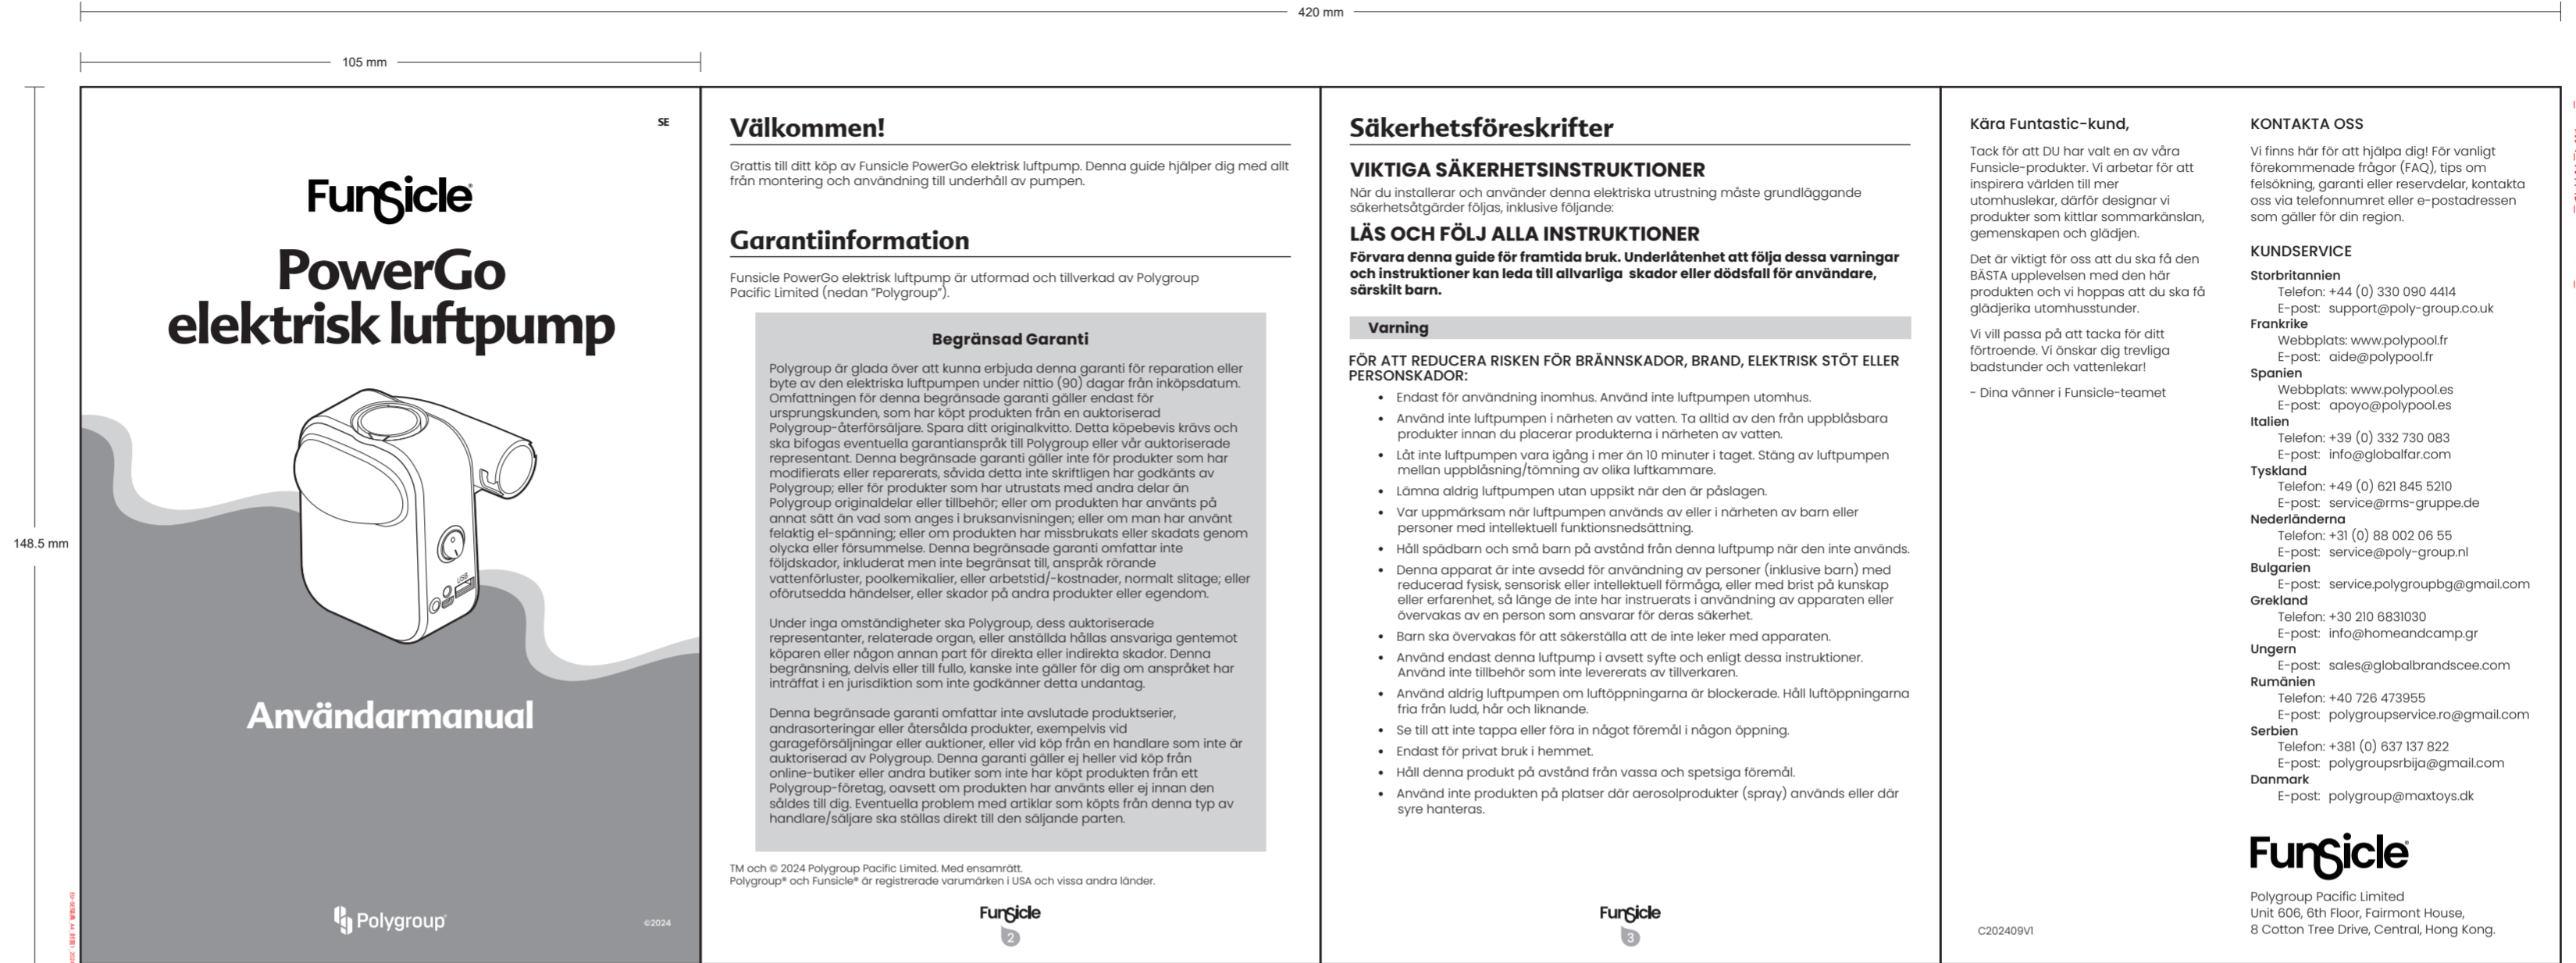 420 mm
105 mm
148.5 mm
SE
FunSicle
PowerGo
elektrisk luftpump
USB
Användarmanual
Polygroup®
©2024
Välkommen!
Grattis till ditt köp av Funsicle PowerGo elektrisk luftpump. Denna guide hjälper dig med allt
från montering och användning till underhåll av pumpen.
Garantiinformation
Funsicle PowerGo elektrisk luftpump är utformad och tillverkad av Polygroup
Pacific Limited (nedan “Polygroup”).
Begränsad Garanti
Polygroup är glada över att kunna erbjuda denna garanti för reparation eller
byte av den elektriska luftpumpen under nittio (90) dagar från inköpsdatum.
Omfattningen för denna begränsade garanti gäller endast för
ursprungskunden, som har köpt produkten från en auktoriserad
Polygroup-återförsäljare. Spara ditt originalkvitto. Detta köpebevis krävs och
ska bifogas eventuella garantianspråk till Polygroup eller vår auktoriserade
representant. Denna begränsade garanti gäller inte för produkter som har
modifierats eller reparerats, såvida detta inte skriftligen har godkänts av
Polygroup; eller för produkter som har utrustats med andra delar än
Polygroup originaldelar eller tillbehör; eller om produkten har använts på
annat sätt än vad som anges i bruksanvisningen; eller om man har använt
felaktig el-spänning; eller om produkten har missbrukats eller skadats genom
olycka eller försummelse. Denna begränsade garanti omfattar inte
följdskador, inkluderat men inte begränsat till, anspråk rörande
vattenförluster, poolkemikalier, eller arbetstid/-kostnader, normalt slitage; eller
oförutsedda händelser, eller skador på andra produkter eller egendom.
Under inga omständigheter ska Polygroup, dess auktoriserade
representanter, relaterade organ, eller anställda hållas ansvariga gentemot
köparen eller någon annan part för direkta eller indirekta skador. Denna
begränsning, delvis eller till fullo, kanske inte gäller för dig om anspråket har
inträffat i en jurisdiktion som inte godkänner detta undantag.
Denna begränsade garanti omfattar inte avslutade produktserier,
andrasorteringar eller återsålda produkter, exempelvis vid
garageförsäljningar eller auktioner, eller vid köp från en handlare som inte är
auktoriserad av Polygroup. Denna garanti gäller ej heller vid köp från
online-butiker eller andra butiker som inte har köpt produkten från ett
Polygroup-företag, oavsett om produkten har använts eller ej innan den
såldes till dig. Eventuella problem med artiklar som köpts från denna typ av
handlare/säljare ska ställas direkt till den säljande parten.
TM och © 2024 Polygroup Pacific Limited. Med ensamrätt.
Polygroup® och Funsicle® är registrerade varumärken i USA och vissa andra länder.
FunSicle
2
Säkerhetsföreskrifter
VIKTIGA SÄKERHETSINSTRUKTIONER
När du installerar och använder denna elektriska utrustning måste grundläggande
säkerhetsåtgärder följas, inklusive följande:
LÄS OCH FÖLJ ALLA INSTRUKTIONER
Förvara denna guide för framtida bruk. Underlåtenhet att följa dessa varningar
och instruktioner kan leda till allvarliga skador eller dödsfall för användare,
särskilt barn.
Varning
FÖR ATT REDUCERA RISKEN FÖR BRÄNNSKADOR, BRAND, ELEKTRISK STÖT ELLER
PERSONSKADOR:
• Endast för användning inomhus. Använd inte luftpumpen utomhus.
• Använd inte luftpumpen i närheten av vatten. Ta alltid av den från uppblåsbara
produkter innan du placerar produkterna i närheten av vatten.
• Låt inte luftpumpen vara igång i mer än 10 minuter i taget. Stäng av luftpumpen
mellan uppblåsning/tömning av olika luftkammare.
• Lämna aldrig luftpumpen utan uppsikt när den är påslagen.
• Var uppmärksam när luftpumpen används av eller i närheten av barn eller
personer med intellektuell funktionsnedsättning.
• Håll spädbarn och små barn på avstånd från denna luftpump när den inte används.
• Denna apparat är inte avsedd för användning av personer (inklusive barn) med
reducerad fysisk, sensorisk eller intellektuell förmåga, eller med brist på kunskap
eller erfarenhet, så länge de inte har instruerats i användning av apparaten eller
övervakas av en person som ansvarar för deras säkerhet.
• Barn ska övervakas för att säkerställa att de inte leker med apparaten.
• Använd endast denna luftpump i avsett syfte och enligt dessa instruktioner.
Använd inte tillbehör som inte levererats av tillverkaren.
• Använd aldrig luftpumpen om luftöppningarna är blockerade. Håll luftöppningarna
fria från ludd, hår och liknande.
• Se till att inte tappa eller föra in något föremål i någon öppning.
• Endast för privat bruk i hemmet.
• Håll denna produkt på avstånd från vassa och spetsiga föremål.
• Använd inte produkten på platser där aerosolprodukter (spray) används eller där
syre hanteras.
FunSicle
3
Kära Funtastic-kund,
Tack för att DU har valt en av våra
Funsicle-produkter. Vi arbetar för att
inspirera världen till mer
utomhuslekar, därför designar vi
produkter som kittlar sommarkänslan,
gemenskapen och glädjen.
Det är viktigt för oss att du ska få den
BÄSTA upplevelsen med den här
produkten och vi hoppas att du ska få
glädjerika utomhusstunder.
Vi vill passa på att tacka för ditt
förtroende. Vi önskar dig trevliga
badstunder och vattenlekar!
- Dina vänner i Funsicle-teamet
C202409V1
KONTAKTA OSS
Vi finns här för att hjälpa dig! För vanligt
förekommande frågor (FAQ), tips om
felsökning, garanti eller reservdelar, kontakta
oss via telefonnumret eller e-postadressen
som gäller för din region.
KUNDSERVICE
Storbritannien
Telefon: +44 (0) 330 090 4414
E-post: support@poly-group.co.uk
Frankrike
Webbplats: www.polypool.fr
E-post: aide@polypool.fr
Spanien
Webbplats: www.polypool.es
E-post: apoyo@polypool.es
Italien
Telefon: +39 (0) 332 730 083
E-post: info@globalfar.com
Tyskland
Telefon: +49 (0) 621 845 5210
E-post: service@rms-gruppe.de
Nederländerna
Telefon: +31 (0) 88 002 06 55
E-post: service@poly-group.nl
Bulgarien
E-post: service.polygroupbg@gmail.com
Grekland
Telefon: +30 210 6831030
E-post: info@homeandcamp.gr
Ungern
E-post: sales@globalbrandscee.com
Rumänien
Telefon: +40 726 473955
E-post: polygroupservice.ro@gmail.com
Serbien
Telefon: +381 (0) 637 137 822
E-post: polygroupsrbija@gmail.com
Danmark
E-post: polygroup@maxtoys.dk
FunSicle
Polygroup Pacific Limited
Unit 606, 6th Floor, Fairmont House,
8 Cotton Tree Drive, Central, Hong Kong.